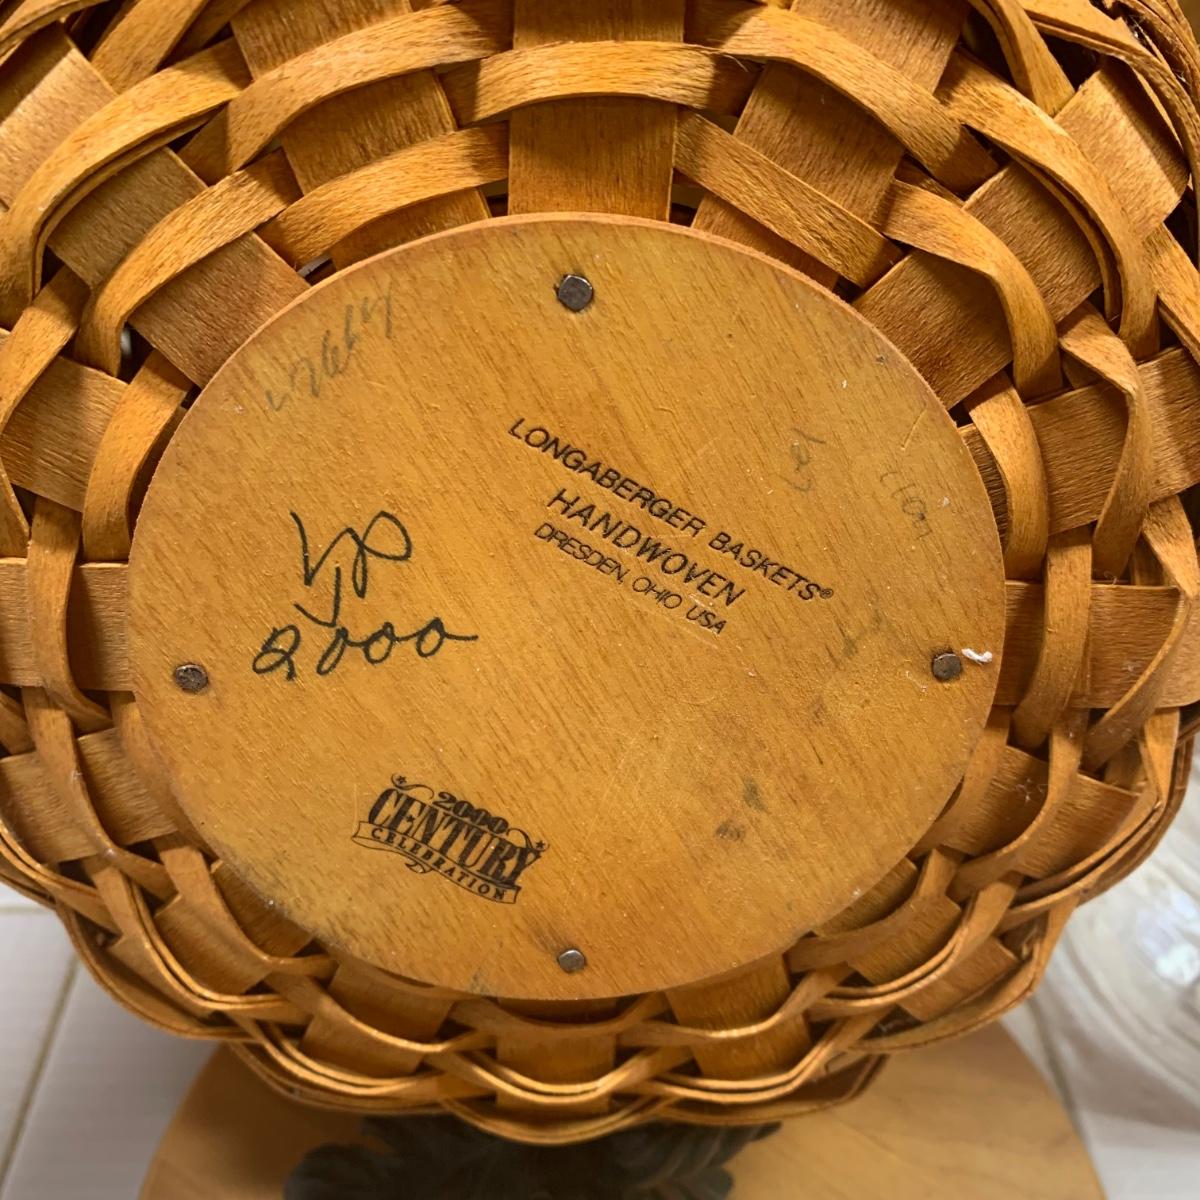 LONGABERGER BASKETS®
HANDWOVEN
DRESDEN, OHIO USA
2000
2000
CENTURY
CELEBRATION